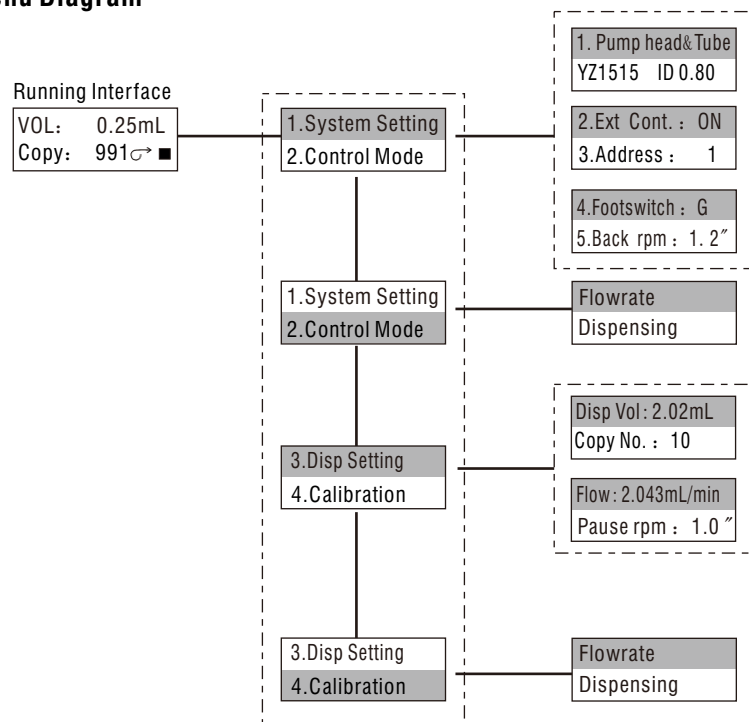 Diagram
Running Interface
VOL: 0.25mL
Copy: 991 ■
1.System Setting
2.Control Mode
1. Pump head&Tube
YZ1515 ID 0.80
2.Ext Cont. : ON
3.Address : 1
4.Footswitch : G
5.Back rpm : 1. 2″
1.System Setting
2.Control Mode
Flowrate
Dispensing
3.Disp Setting
4.Calibration
Disp Vol : 2.02mL
Copy No. : 10
Flow : 2.043mL/min
Pause rpm : 1.0 ″
3.Disp Setting
4.Calibration
Flowrate
Dispensing